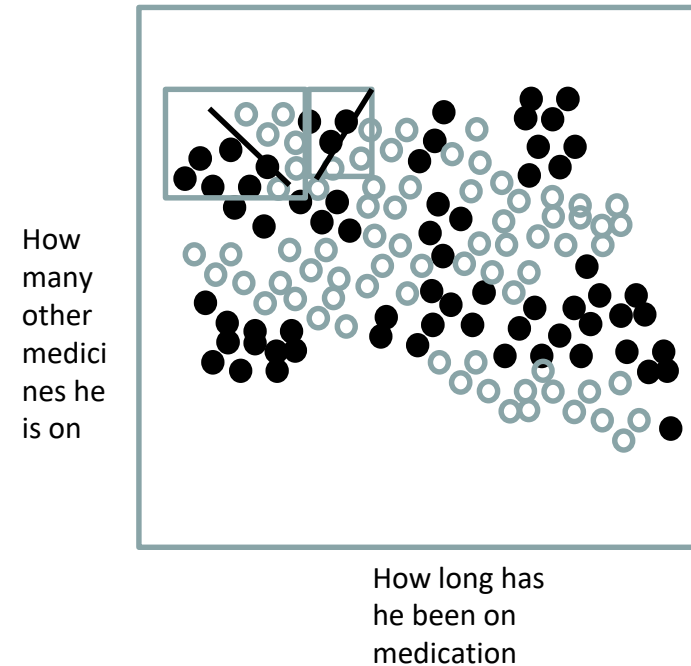 How
many
other
medici
nes he
is on
How long has
he been on
medication